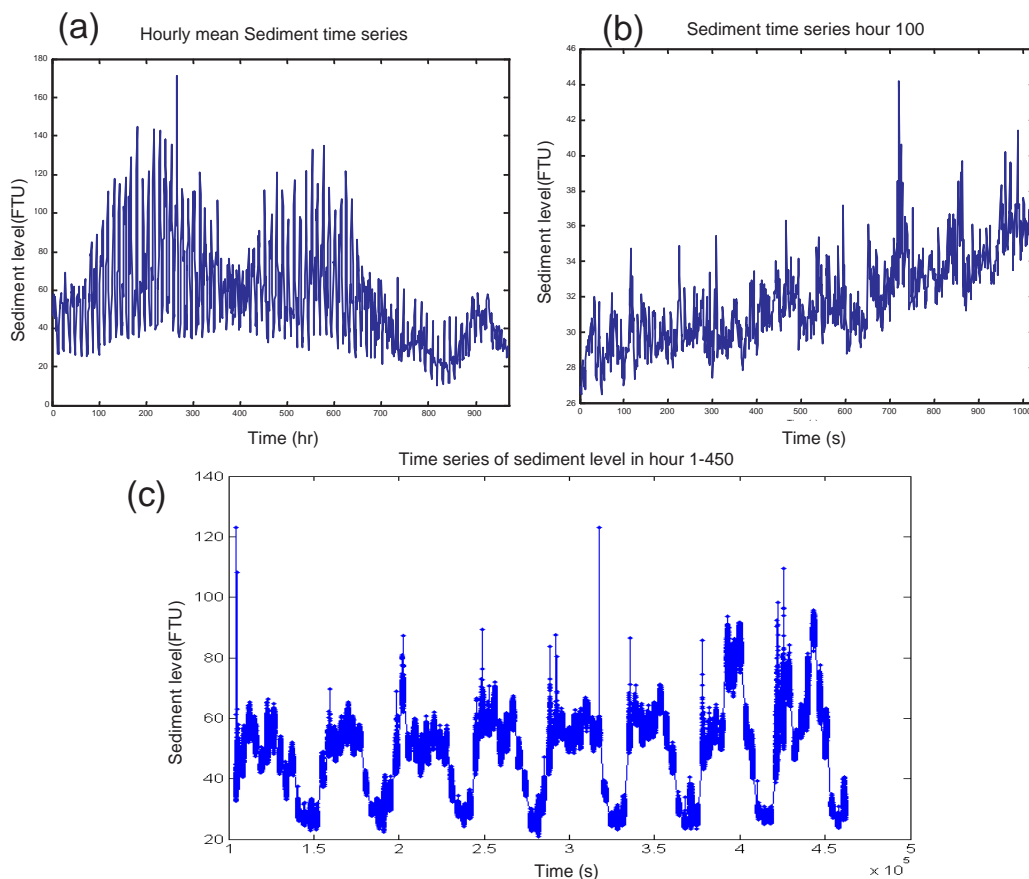 (a)
Hourly mean Sediment time series
Sediment level(FTU)
180
160
140
120
100
80
60
40
20
0
0 100 200 300 400 500 600 700 800 900
Time (hr)
(b)
Sediment time series hour 100
Sediment level(FTU)
46
44
42
40
38
36
34
32
30
28
26
0 100 200 300 400 500 600 700 800 900 1000
Time (s)
(c)
Time series of sediment level in hour 1-450
Sediment level(FTU)
140
120
100
80
60
40
20
1 1.5 2 2.5 3 3.5 4 4.5 5
× 10⁵
Time (s)